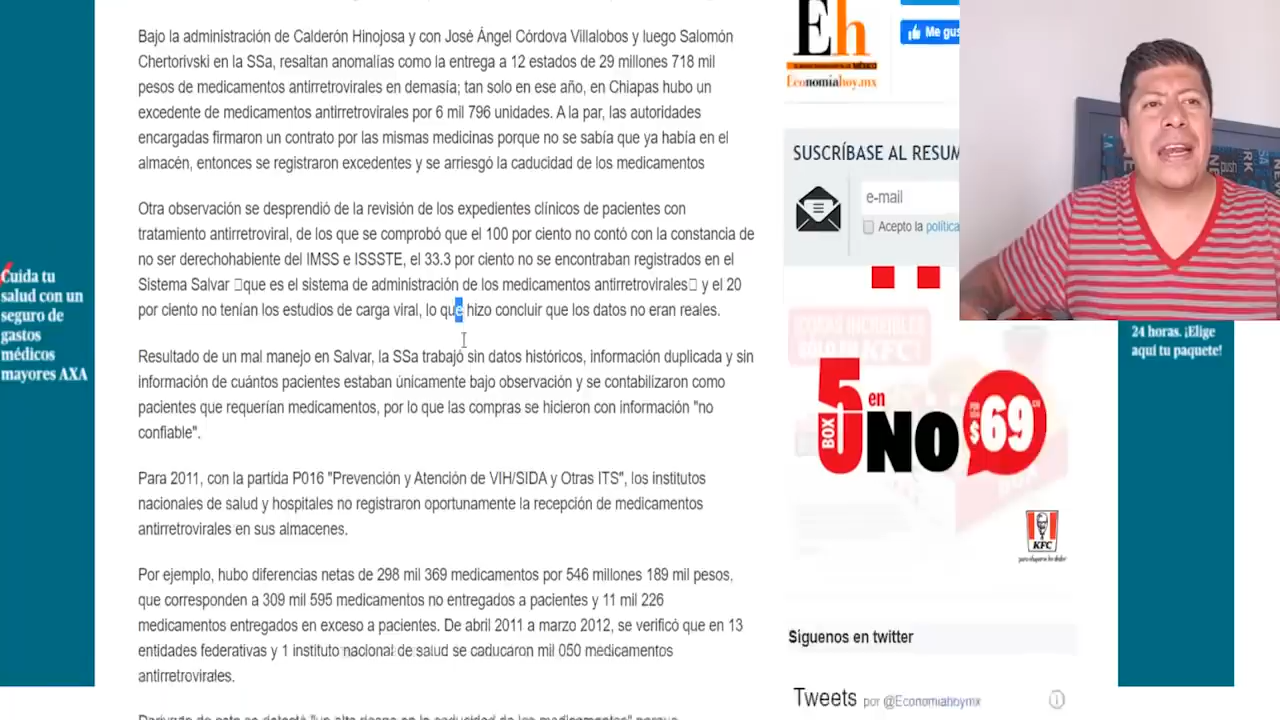 Bajo la administración de Calderón Hinojosa y con José Ángel Córdova Villalobos y luego Salomón
Chertorivski en la SSa, resaltan anomalías como la entrega a 12 estados de 29 millones 718 mil
pesos de medicamentos antirretrovirales en demasía; tan solo en ese año, en Chiapas hubo un
excedente de medicamentos antirretrovirales por 6 mil 796 unidades. A la par, las autoridades
encargadas firmaron un contrato por las mismas medicinas porque no se sabía que ya había en el
almacén, entonces se registraron excedentes y se arriesgó la caducidad de los medicamentos
Otra observación se desprendió de la revisión de los expedientes clínicos de pacientes con
tratamiento antirretroviral, de los que se comprobó que el 100 por ciento no contó con la constancia de
no ser derechohabiente del IMSS e ISSSTE, el 33.3 por ciento no se encontraban registrados en el
Sistema Salvar □que es el sistema de administración de los medicamentos antirretrovirales□ y el 20
por ciento no tenían los estudios de carga viral, lo que hizo concluir que los datos no eran reales.
Resultado de un mal manejo en Salvar, la SSa trabajó sin datos históricos, información duplicada y sin
información de cuántos pacientes estaban únicamente bajo observación y se contabilizaron como
pacientes que requerían medicamentos, por lo que las compras se hicieron con información "no
confiable".
Para 2011, con la partida P016 "Prevención y Atención de VIH/SIDA y Otras ITS", los institutos
nacionales de salud y hospitales no registraron oportunamente la recepción de medicamentos
antirretrovirales en sus almacenes.
Por ejemplo, hubo diferencias netas de 298 mil 369 medicamentos por 546 millones 189 mil pesos,
que corresponden a 309 mil 595 medicamentos no entregados a pacientes y 11 mil 226
medicamentos entregados en exceso a pacientes. De abril 2011 a marzo 2012, se verificó que en 13
entidades federativas y 1 instituto nacional de salud se caducaron mil 050 medicamentos
antirretrovirales.
Cuida tu
salud con un
seguro de
gastos
médicos
mayores AXA
Eh
Economiahoy.mx
Me gus
SUSCRÍBASE AL RESUM
e-mail
Acepto la política
24 horas. ¡Elige
aquí tu paquete!
BOX 5 en
UNO $69
KFC
Síguenos en twitter
Tweets por @Economiahoymx